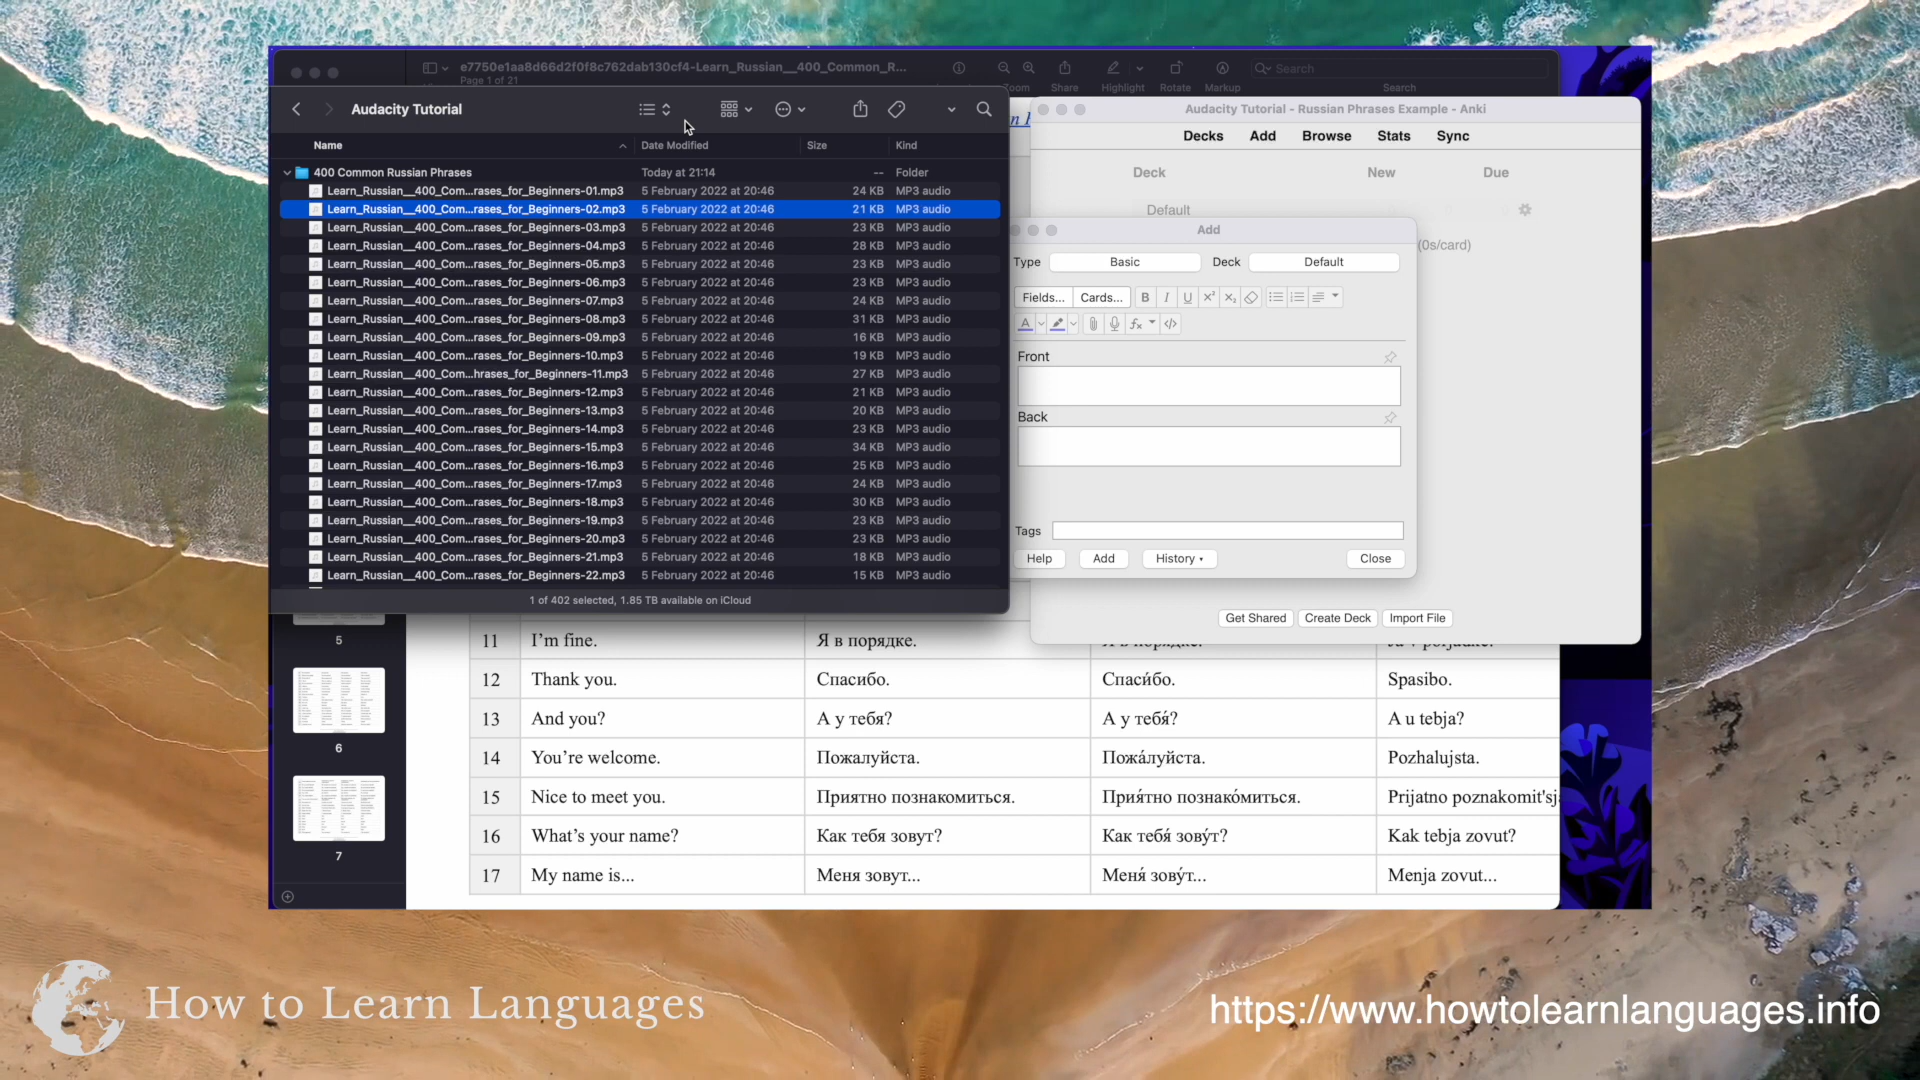 e7750e1aa8d66d2f0f8c762dab130cf4-Learn_Russian__400_Common_R...
Page 1 of 21
Zoom Share Highlight Rotate Markup Search
Search
Audacity Tutorial
Name Date Modified Size Kind
400 Common Russian Phrases Today at 21:14 -- Folder
Learn_Russian__400_Com...rases_for_Beginners-01.mp3 5 February 2022 at 20:46 24 KB MP3 audio
Learn_Russian__400_Com...rases_for_Beginners-02.mp3 5 February 2022 at 20:46 21 KB MP3 audio
Learn_Russian__400_Com...rases_for_Beginners-03.mp3 5 February 2022 at 20:46 23 KB MP3 audio
Learn_Russian__400_Com...rases_for_Beginners-04.mp3 5 February 2022 at 20:46 28 KB MP3 audio
Learn_Russian__400_Com...rases_for_Beginners-05.mp3 5 February 2022 at 20:46 23 KB MP3 audio
Learn_Russian__400_Com...rases_for_Beginners-06.mp3 5 February 2022 at 20:46 23 KB MP3 audio
Learn_Russian__400_Com...rases_for_Beginners-07.mp3 5 February 2022 at 20:46 24 KB MP3 audio
Learn_Russian__400_Com...rases_for_Beginners-08.mp3 5 February 2022 at 20:46 31 KB MP3 audio
Learn_Russian__400_Com...rases_for_Beginners-09.mp3 5 February 2022 at 20:46 16 KB MP3 audio
Learn_Russian__400_Com...rases_for_Beginners-10.mp3 5 February 2022 at 20:46 19 KB MP3 audio
Learn_Russian__400_Com...hrases_for_Beginners-11.mp3 5 February 2022 at 20:46 27 KB MP3 audio
Learn_Russian__400_Com...rases_for_Beginners-12.mp3 5 February 2022 at 20:46 21 KB MP3 audio
Learn_Russian__400_Com...rases_for_Beginners-13.mp3 5 February 2022 at 20:46 20 KB MP3 audio
Learn_Russian__400_Com...rases_for_Beginners-14.mp3 5 February 2022 at 20:46 23 KB MP3 audio
Learn_Russian__400_Com...rases_for_Beginners-15.mp3 5 February 2022 at 20:46 34 KB MP3 audio
Learn_Russian__400_Com...rases_for_Beginners-16.mp3 5 February 2022 at 20:46 25 KB MP3 audio
Learn_Russian__400_Com...rases_for_Beginners-17.mp3 5 February 2022 at 20:46 24 KB MP3 audio
Learn_Russian__400_Com...rases_for_Beginners-18.mp3 5 February 2022 at 20:46 30 KB MP3 audio
Learn_Russian__400_Com...rases_for_Beginners-19.mp3 5 February 2022 at 20:46 23 KB MP3 audio
Learn_Russian__400_Com...rases_for_Beginners-20.mp3 5 February 2022 at 20:46 23 KB MP3 audio
Learn_Russian__400_Com...rases_for_Beginners-21.mp3 5 February 2022 at 20:46 18 KB MP3 audio
Learn_Russian__400_Com...rases_for_Beginners-22.mp3 5 February 2022 at 20:46 15 KB MP3 audio
1 of 402 selected, 1.85 TB available on iCloud
Audacity Tutorial - Russian Phrases Example - Anki
Decks Add Browse Stats Sync
Deck New Due
Default
(0s/card)
Add
Type Basic Deck Default
Fields... Cards...
Front
Back
Tags
Help Add History Close
Get Shared Create Deck Import File
5
6
7
11 I'm fine. Я в порядке.
12 Thank you. Спасибо. Спаси́бо. Spasibo.
13 And you? А у тебя? А у тебя́? A u tebja?
14 You're welcome. Пожалуйста. Пожа́луйста. Pozhalujsta.
15 Nice to meet you. Приятно познакомиться. Прия́тно познако́миться. Prijatno poznakomit'sj
16 What's your name? Как тебя зовут? Как тебя́ зову́т? Kak tebja zovut?
17 My name is... Меня зовут... Меня́ зову́т... Menja zovut...
How to Learn Languages
https://www.howtolearnlanguages.info